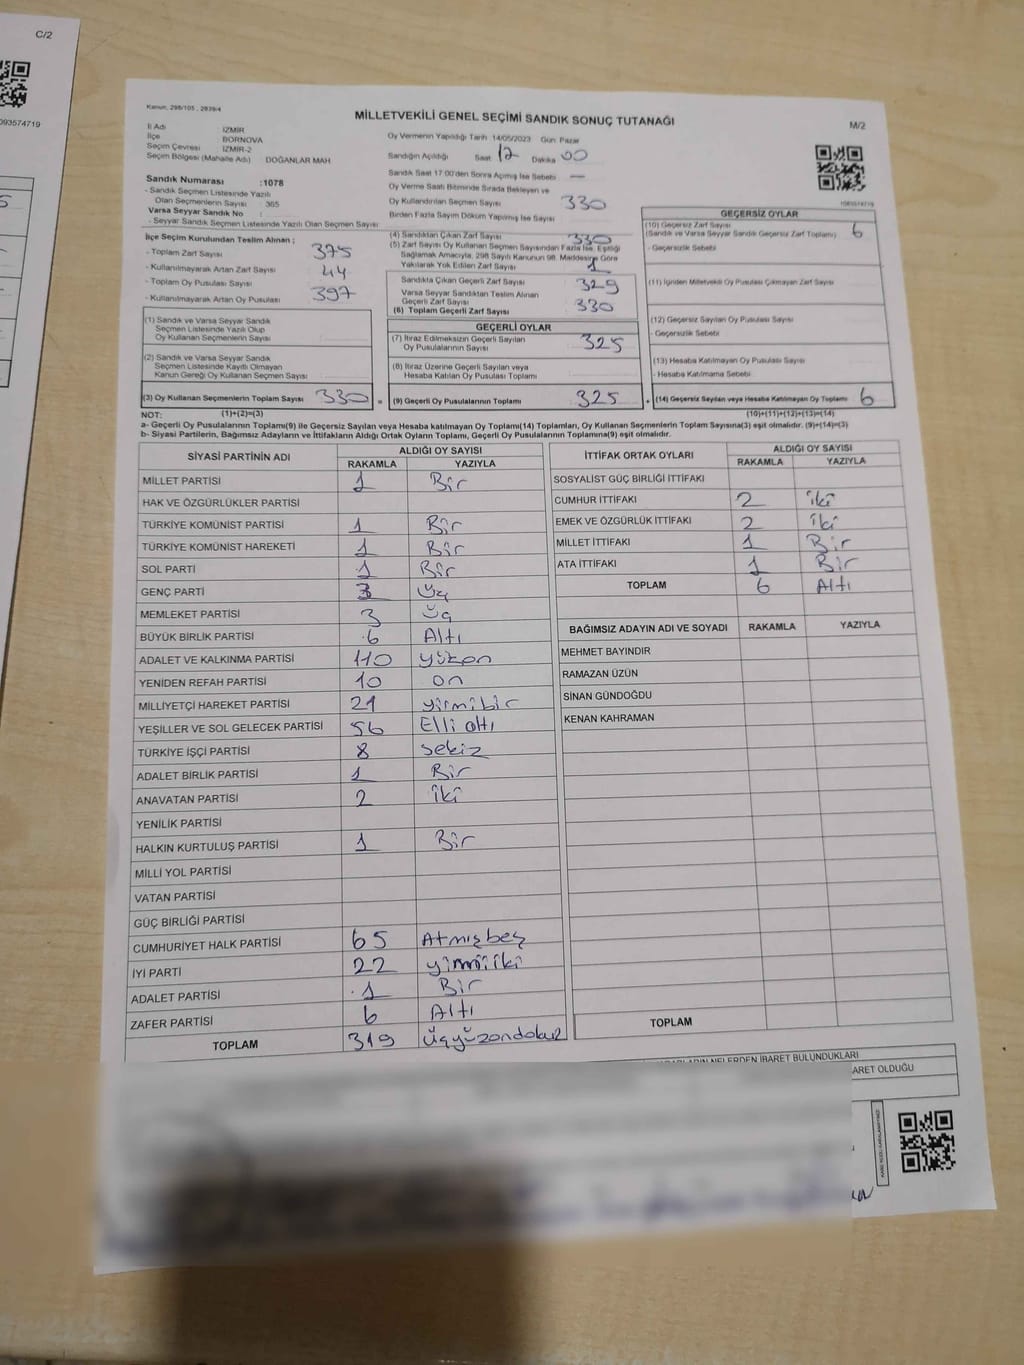 C/2
093574719
Kanun, 298/105 , 2839/4
MİLLETVEKİLİ GENEL SEÇİMİ SANDIK SONUÇ TUTANAĞI
M/2
İl Adı İZMİR
İlçe BORNOVA
Seçim Çevresi İZMİR-2
Seçim Bölgesi (Mahalle Adı) DOĞANLAR MAH
Oy Vermenin Yapıldığı Tarih 14/05/2023 Gün: Pazar
Sandığın Açıldığı Saat 17 Dakika 00
Sandık Saat 17:00'den Sonra Açılmış İse Sebebi —
Oy Verme Saati Bitiminde Sırada Bekleyen ve
Oy Kullandırılan Seçmen Sayısı 330
Birden Fazla Sayım Döküm Yapılmış İse Sayısı
Sandık Numarası :1078
- Sandık Seçmen Listesinde Yazılı
Olan Seçmenlerin Sayısı : 365
Varsa Seyyar Sandık No :
- Seyyar Sandık Seçmen Listesinde Yazılı Olan Seçmen Sayısı:
İlçe Seçim Kurulundan Teslim Alınan ;
- Toplam Zarf Sayısı 375
- Kullanılmayarak Artan Zarf Sayısı 44
- Toplam Oy Pusulası Sayısı 397
- Kullanılmayarak Artan Oy Pusulası
(1) Sandık ve Varsa Seyyar Sandık
Seçmen Listesinde Yazılı Olup
Oy Kullanan Seçmenlerin Sayısı
(2) Sandık ve Varsa Seyyar Sandık
Seçmen Listesinde Kayıtlı Olmayan
Kanun Gereği Oy Kullanan Seçmen Sayısı
(3) Oy Kullanan Seçmenlerin Toplam Sayısı 330 =
(1)+(2)=(3)
(4) Sandıktan Çıkan Zarf Sayısı 330
(5) Zarf Sayısı Oy Kullanan Seçmen Sayısından Fazla İse, Eşitliği
Sağlamak Amacıyla, 298 Sayılı Kanunun 98. Maddesine Göre
Yakılarak Yok Edilen Zarf Sayısı 1
Sandıkta Çıkan Geçerli Zarf Sayısı 329
Varsa Seyyar Sandıktan Teslim Alınan
Geçerli Zarf Sayısı 330
(6) Toplam Geçerli Zarf Sayısı
GEÇERLİ OYLAR
(7) İtiraz Edilmeksizin Geçerli Sayılan
Oy Pusulalarının Sayısı 325
(8) İtiraz Üzerine Geçerli Sayılan veya
Hesaba Katılan Oy Pusulası Toplamı
(9) Geçerli Oy Pusulalarının Toplamı 325 +
GEÇERSİZ OYLAR
(10) Geçersiz Zarf Sayısı
(Sandık ve Varsa Seyyar Sandık Geçersiz Zarf Toplamı) 6
- Geçersizlik Sebebi
(11) İçinden Milletvekili Oy Pusulası Çıkmayan Zarf Sayısı
(12) Geçersiz Sayılan Oy Pusulası Sayısı
- Geçersizlik Sebebi
(13) Hesaba Katılmayan Oy Pusulası Sayısı
- Hesaba Katılmama Sebebi
(14) Geçersiz Sayılan veya Hesaba Katılmayan Oy Toplamı 6
(10)+(11)+(12)+(13)=(14)
NOT:
a- Geçerli Oy Pusulalarının Toplamı(9) ile Geçersiz Sayılan veya Hesaba katılmayan Oy Toplamı(14) Toplamları, Oy Kullanan Seçmenlerin Toplam Sayısına(3) eşit olmalıdır. (9)+(14)=(3)
b- Siyasi Partilerin, Bağımsız Adayların ve İttifakların Aldığı Ortak Oyların Toplamı, Geçerli Oy Pusulalarının Toplamına(9) eşit olmalıdır.
SİYASİ PARTİNİN ADI ALDIĞI OY SAYISI
RAKAMLA YAZIYLA
MİLLET PARTİSİ 1 Bir
HAK VE ÖZGÜRLÜKLER PARTİSİ
TÜRKİYE KOMÜNİST PARTİSİ 1 Bir
TÜRKİYE KOMÜNİST HAREKETİ 1 Bir
SOL PARTİ 1 Bir
GENÇ PARTİ 3 Üç
MEMLEKET PARTİSİ 3 Üç
BÜYÜK BİRLİK PARTİSİ 6 Altı
ADALET VE KALKINMA PARTİSİ 110 yüzon
YENİDEN REFAH PARTİSİ 10 on
MİLLİYETÇİ HAREKET PARTİSİ 21 yirmibir
YEŞİLLER VE SOL GELECEK PARTİSİ 56 Elli altı
TÜRKİYE İŞÇİ PARTİSİ 8 sekiz
ADALET BİRLİK PARTİSİ 1 Bir
ANAVATAN PARTİSİ 2 iki
YENİLİK PARTİSİ
HALKIN KURTULUŞ PARTİSİ 1 Bir
MİLLİ YOL PARTİSİ
VATAN PARTİSİ
GÜÇ BİRLİĞİ PARTİSİ
CUMHURİYET HALK PARTİSİ 65 Atmışbeş
İYİ PARTİ 22 yirmiiki
ADALET PARTİSİ 1 Bir
ZAFER PARTİSİ 6 Altı
TOPLAM 319 Üçyüzondokuz
İTTİFAK ORTAK OYLARI ALDIĞI OY SAYISI
RAKAMLA YAZIYLA
SOSYALİST GÜÇ BİRLİĞİ İTTİFAKI
CUMHUR İTTİFAKI 2 iki
EMEK VE ÖZGÜRLÜK İTTİFAKI 2 iki
MİLLET İTTİFAKI 1 Bir
ATA İTTİFAKI 1 Bir
TOPLAM 6 Altı
BAĞIMSIZ ADAYIN ADI VE SOYADI RAKAMLA YAZIYLA
MEHMET BAYINDIR
RAMAZAN ÜZÜN
SİNAN GÜNDOĞDU
KENAN KAHRAMAN
TOPLAM
NELERDEN İBARET BULUNDUKLARI
ARET OLDUĞU